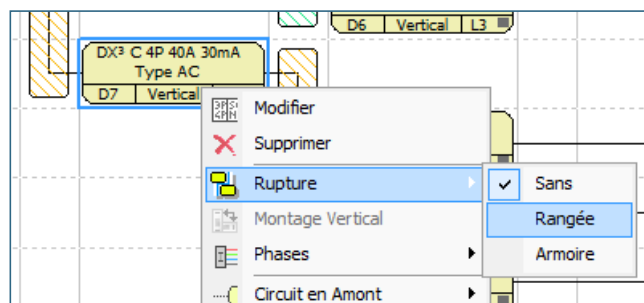 D6 Vertical L3
DX³ C 4P 40A 30mA
Type AC
D7 Vertical
Modifier
Supprimer
Rupture
Sans
Montage Vertical
Rangée
Phases
Armoire
Circuit en Amont